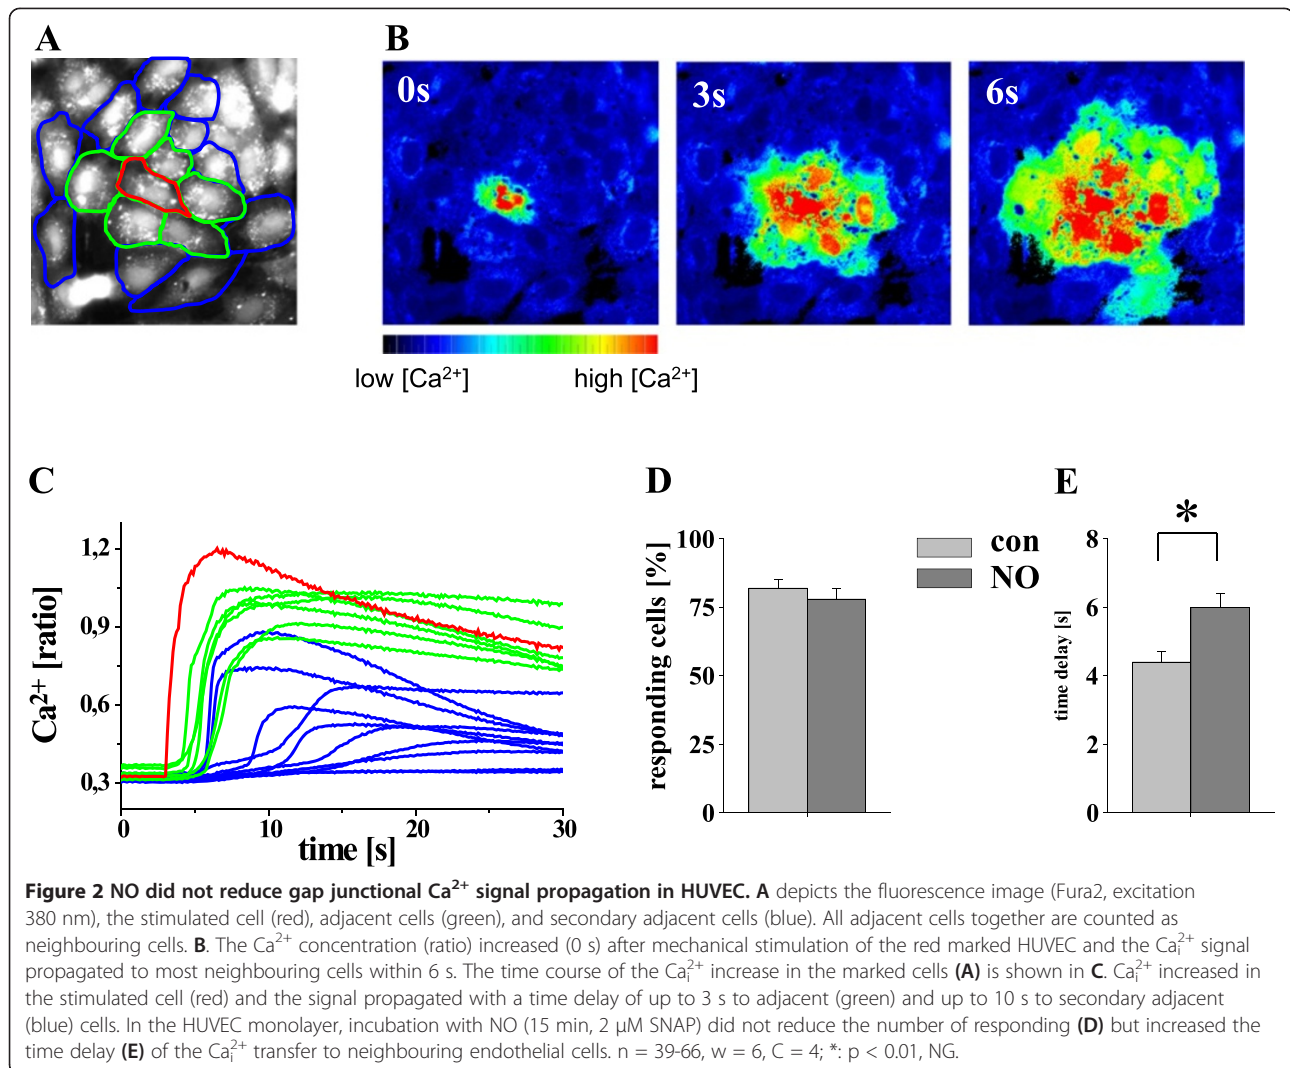 A
B
0s
3s
6s
low [Ca²⁺]
high [Ca²⁺]
C
Ca²⁺ [ratio]
1,2
0,9
0,6
0,3
0
10
20
30
time [s]
D
responding cells [%]
100
75
50
25
0
con
NO
E
*
time delay [s]
8
6
4
2
0
Figure 2 NO did not reduce gap junctional Ca²⁺ signal propagation in HUVEC. A depicts the fluorescence image (Fura2, excitation
380 nm), the stimulated cell (red), adjacent cells (green), and secondary adjacent cells (blue). All adjacent cells together are counted as
neighbouring cells. B. The Ca²⁺ concentration (ratio) increased (0 s) after mechanical stimulation of the red marked HUVEC and the Caᵢ²⁺ signal
propagated to most neighbouring cells within 6 s. The time course of the Caᵢ²⁺ increase in the marked cells (A) is shown in C. Caᵢ²⁺ increased in
the stimulated cell (red) and the signal propagated with a time delay of up to 3 s to adjacent (green) and up to 10 s to secondary adjacent
(blue) cells. In the HUVEC monolayer, incubation with NO (15 min, 2 μM SNAP) did not reduce the number of responding (D) but increased the
time delay (E) of the Caᵢ²⁺ transfer to neighbouring endothelial cells. n = 39-66, w = 6, C = 4; *: p < 0.01, NG.